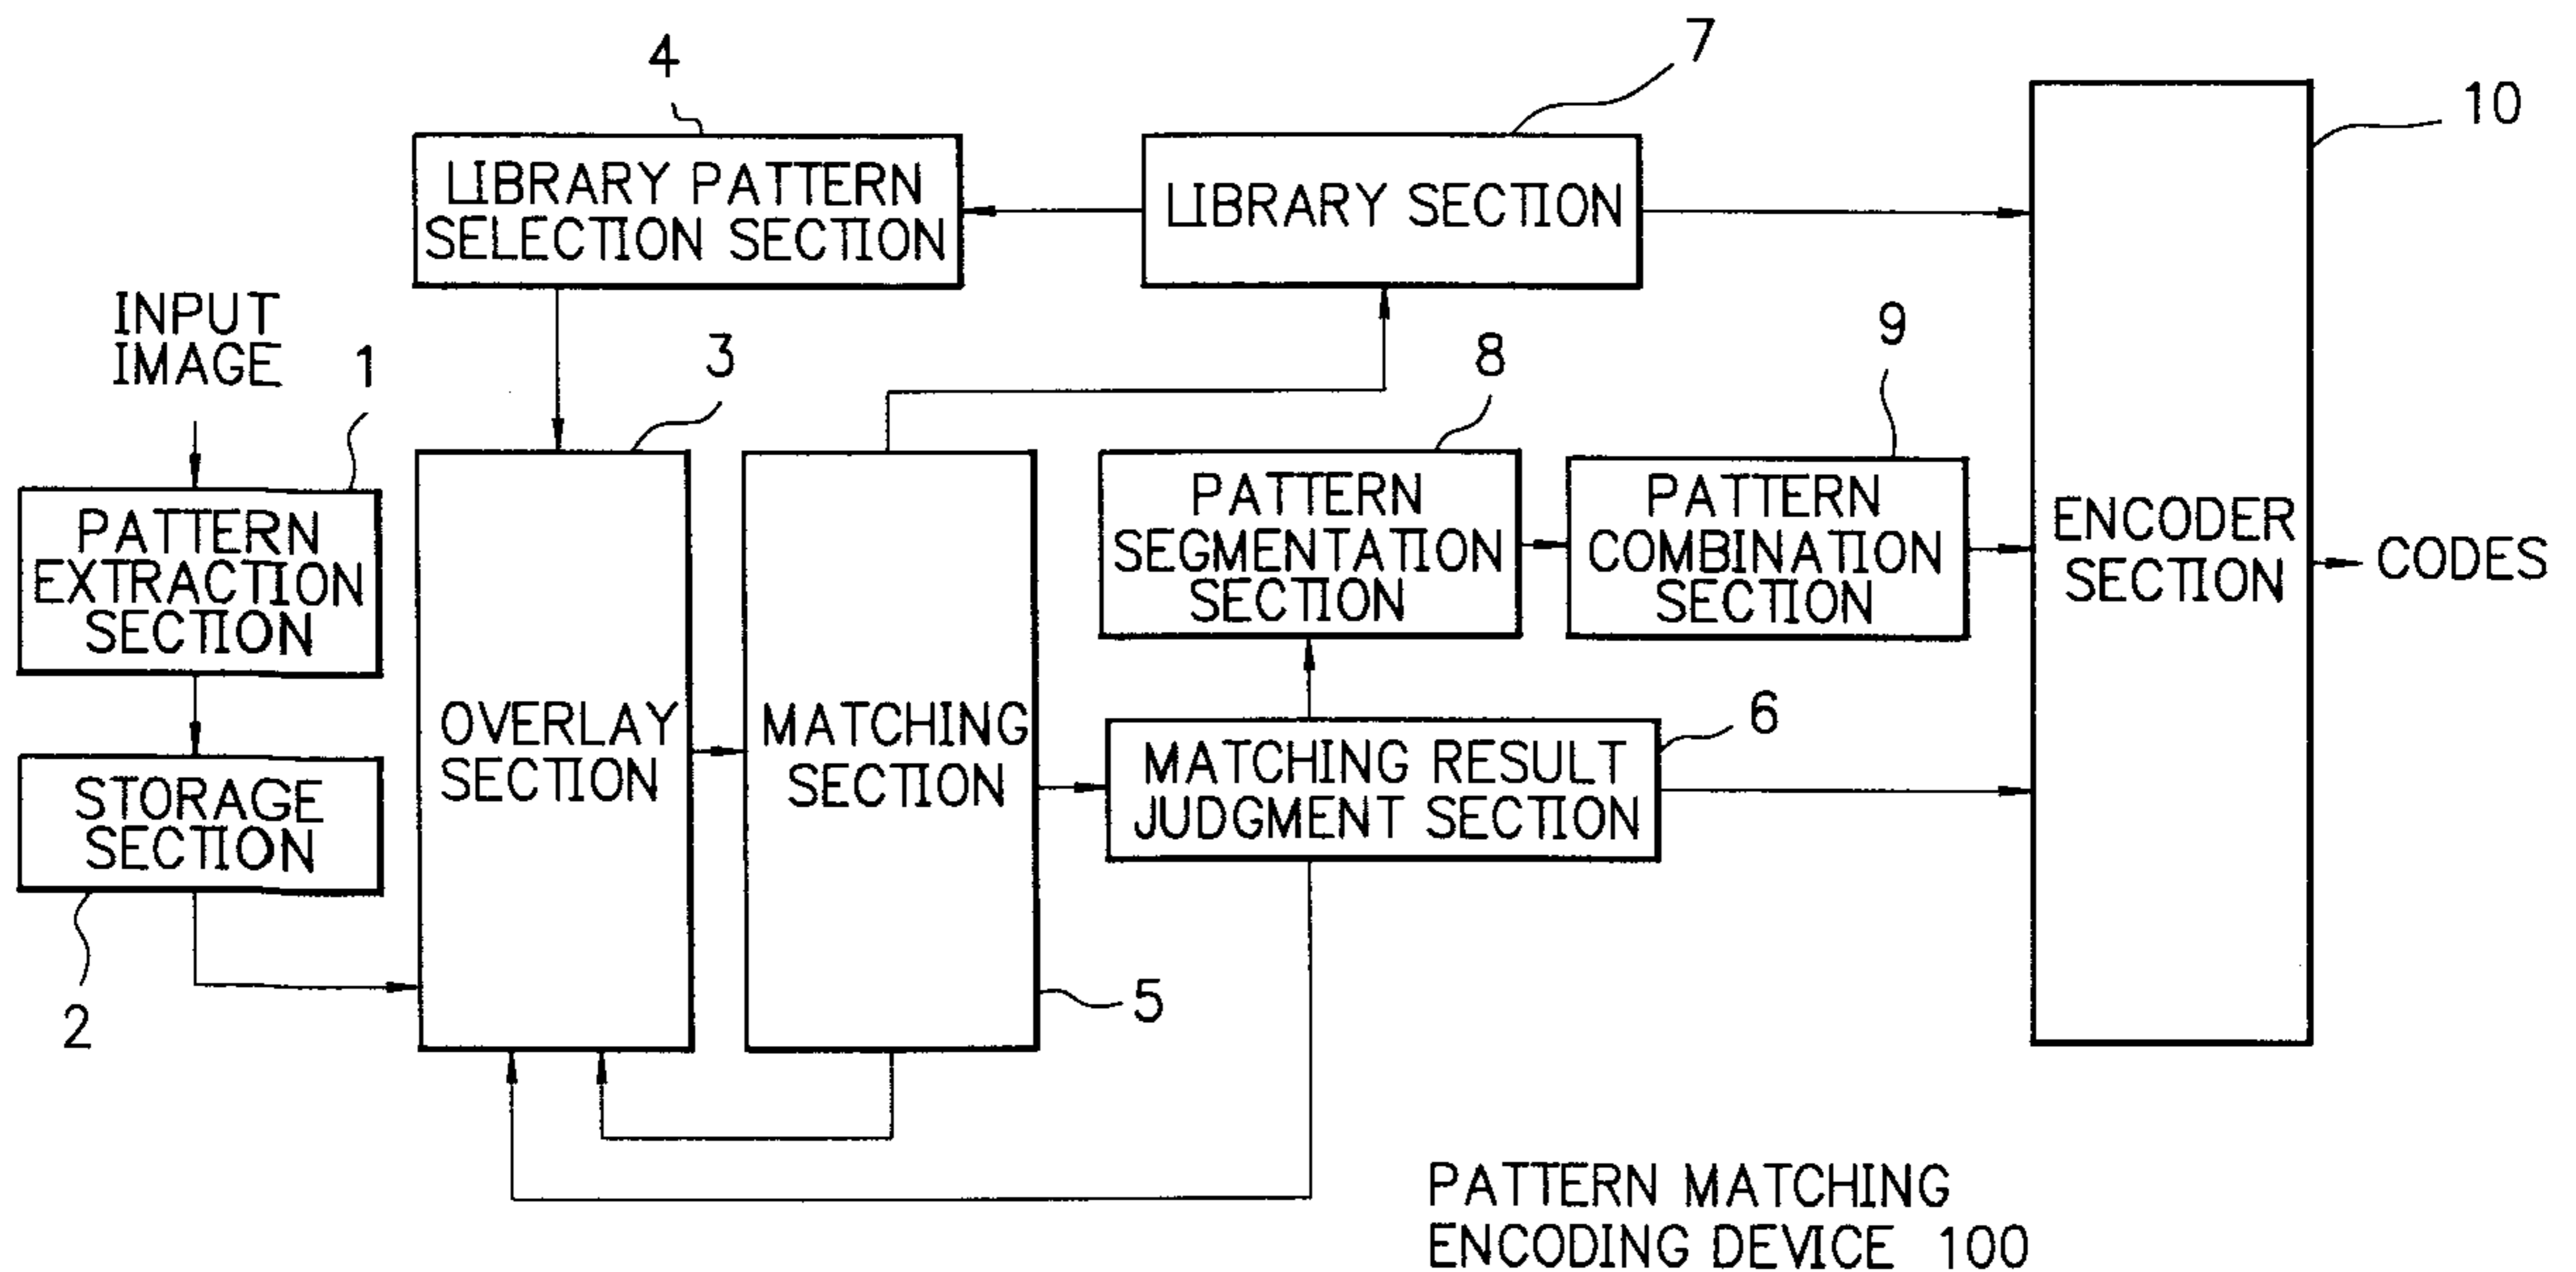 4
7
10
LIBRARY PATTERN
SELECTION SECTION
LIBRARY SECTION
INPUT
IMAGE
1
3
8
9
PATTERN
EXTRACTION
SECTION
PATTERN
SEGMENTATION
SECTION
PATTERN
COMBINATION
SECTION
ENCODER
SECTION
CODES
OVERLAY
SECTION
MATCHING
SECTION
6
MATCHING RESULT
JUDGMENT SECTION
STORAGE
SECTION
2
5
PATTERN MATCHING
ENCODING DEVICE 100